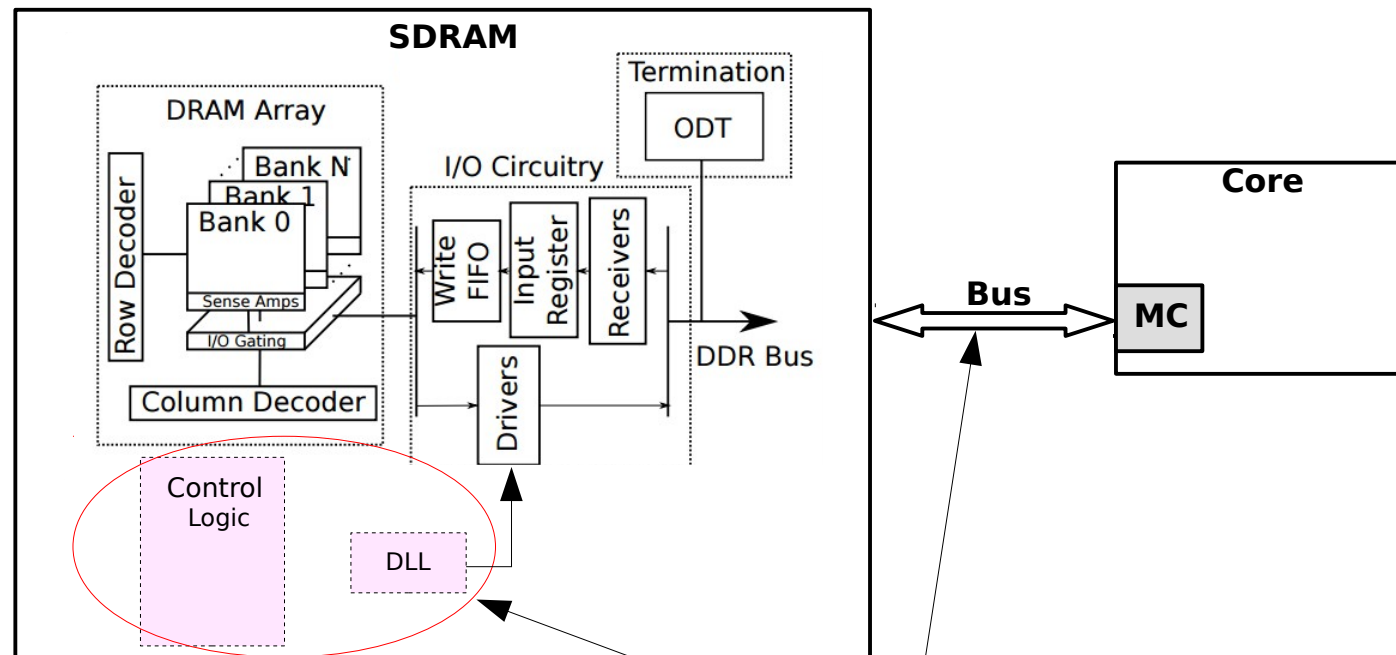 SDRAM
Termination
ODT
DRAM Array
Row Decoder
Bank N
Bank 1
Bank 0
Sense Amps
I/O Gating
Column Decoder
I/O Circuitry
Write
FIFO
Input
Register
Receivers
Drivers
DDR Bus
Bus
Core
MC
Control
Logic
DLL